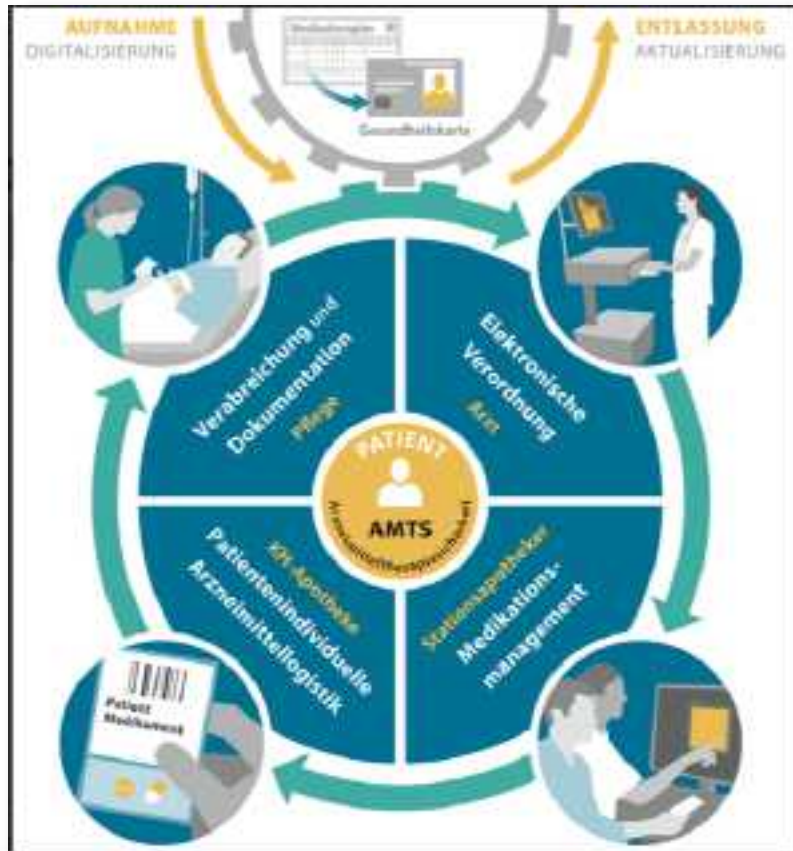 AUFNAHME
DIGITALISIERUNG
ENTLASSUNG
AKTUALISIERUNG
Medikationsplan
Gesundheitskarte
Verabreichung und
Dokumentation
Pflege
Elektronische
Verordnung
Arzt
PATIENT
AMTS
Arzneimitteltherapiesicherheit
KH-Apotheke
Patientenindividuelle
Arzneimittellogistik
Stationsapotheker
Medikations-
management
Patient
Medikament